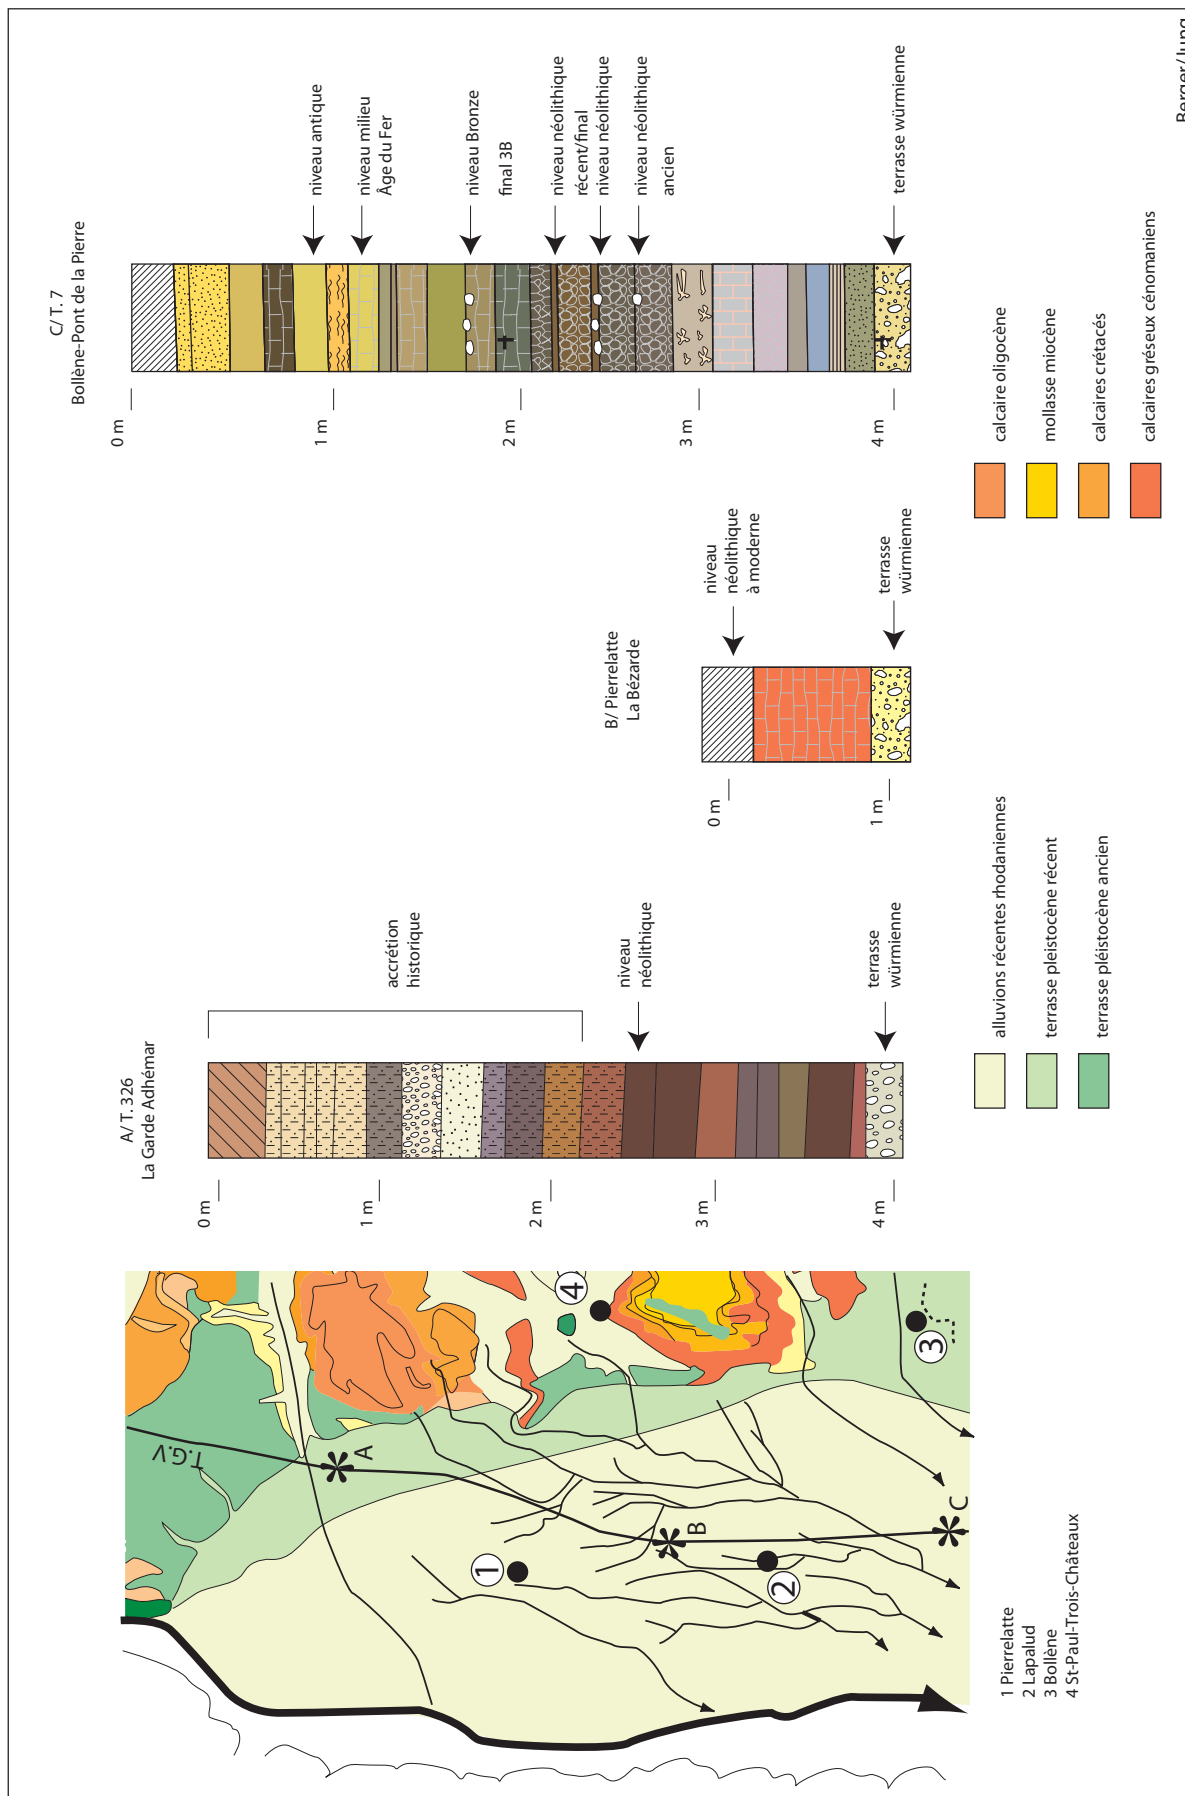 T.G.V
A
B
C
1
2
3
4
1 Pierrelatte
2 Lapalud
3 Bollène
4 St-Paul-Trois-Châteaux
A/ T. 326
La Garde Adhémar
0 m
1 m
2 m
3 m
4 m
accrétion
historique
niveau
néolithique
terrasse
würmienne
B/ Pierrelatte
La Bézarde
0 m
1 m
niveau
néolithique
à moderne
terrasse
würmienne
C/ T. 7
Bollène-Pont de la Pierre
0 m
1 m
2 m
3 m
4 m
niveau antique
niveau milieu
Âge du Fer
niveau Bronze
final 3B
niveau néolithique
récent/final
niveau néolithique
niveau néolithique
ancien
terrasse würmienne
alluvions récentes rhodaniennes
terrasse pleistocène récent
terrasse pléistocène ancien
calcaire oligocène
mollasse miocène
calcaires crétacés
calcaires gréseux cénomaniens
Berger/Jung